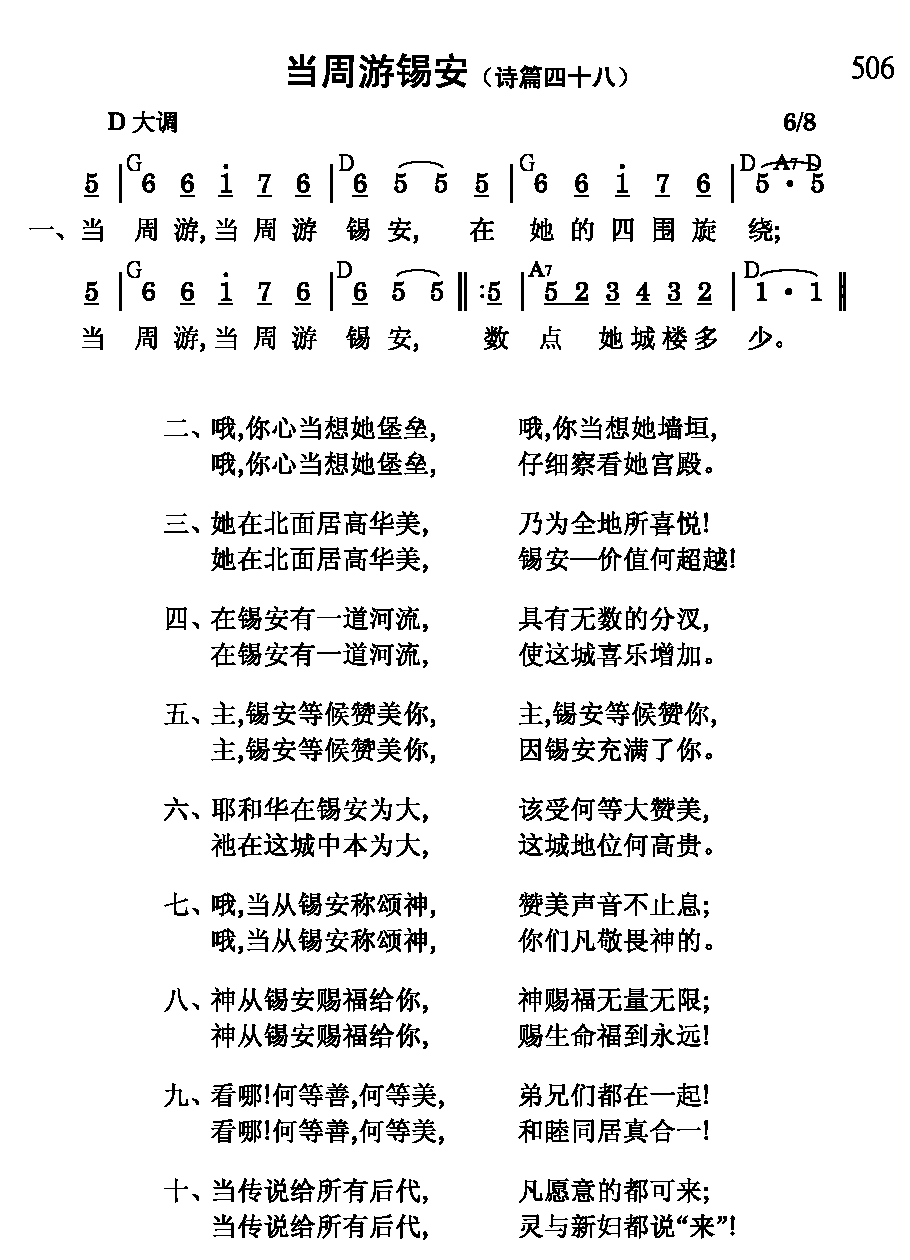 当周游锡安（诗篇四十八） 506
D 大调 6/8
G D G D A7 D
5 | 6 6 i 7 6 | 6 5 5 5 | 6 6 i 7 6 | 5 · 5
一、当 周 游, 当 周 游 锡 安, 在 她 的 四 围 旋 绕;
G D A7 D
5 | 6 6 i 7 6 | 6 5 5 ‖ :5 | 5 2 3 4 3 2 | 1 · 1 ‖
当 周 游, 当 周 游 锡 安, 数 点 她 城 楼 多 少。
二、哦,你心当想她堡垒, 哦,你当想她墙垣,
哦,你心当想她堡垒, 仔细察看她宫殿。
三、她在北面居高华美, 乃为全地所喜悦!
她在北面居高华美, 锡安—价值何超越!
四、在锡安有一道河流, 具有无数的分汊,
在锡安有一道河流, 使这城喜乐增加。
五、主,锡安等候赞美你, 主,锡安等候赞你,
主,锡安等候赞美你, 因锡安充满了你。
六、耶和华在锡安为大, 该受何等大赞美,
祂在这城中本为大, 这城地位何高贵。
七、哦,当从锡安称颂神, 赞美声音不止息;
哦,当从锡安称颂神, 你们凡敬畏神的。
八、神从锡安赐福给你, 神赐福无量无限;
神从锡安赐福给你, 赐生命福到永远!
九、看哪!何等善,何等美, 弟兄们都在一起!
看哪!何等善,何等美, 和睦同居真合一!
十、当传说给所有后代, 凡愿意的都可来;
当传说给所有后代, 灵与新妇都说“来”!